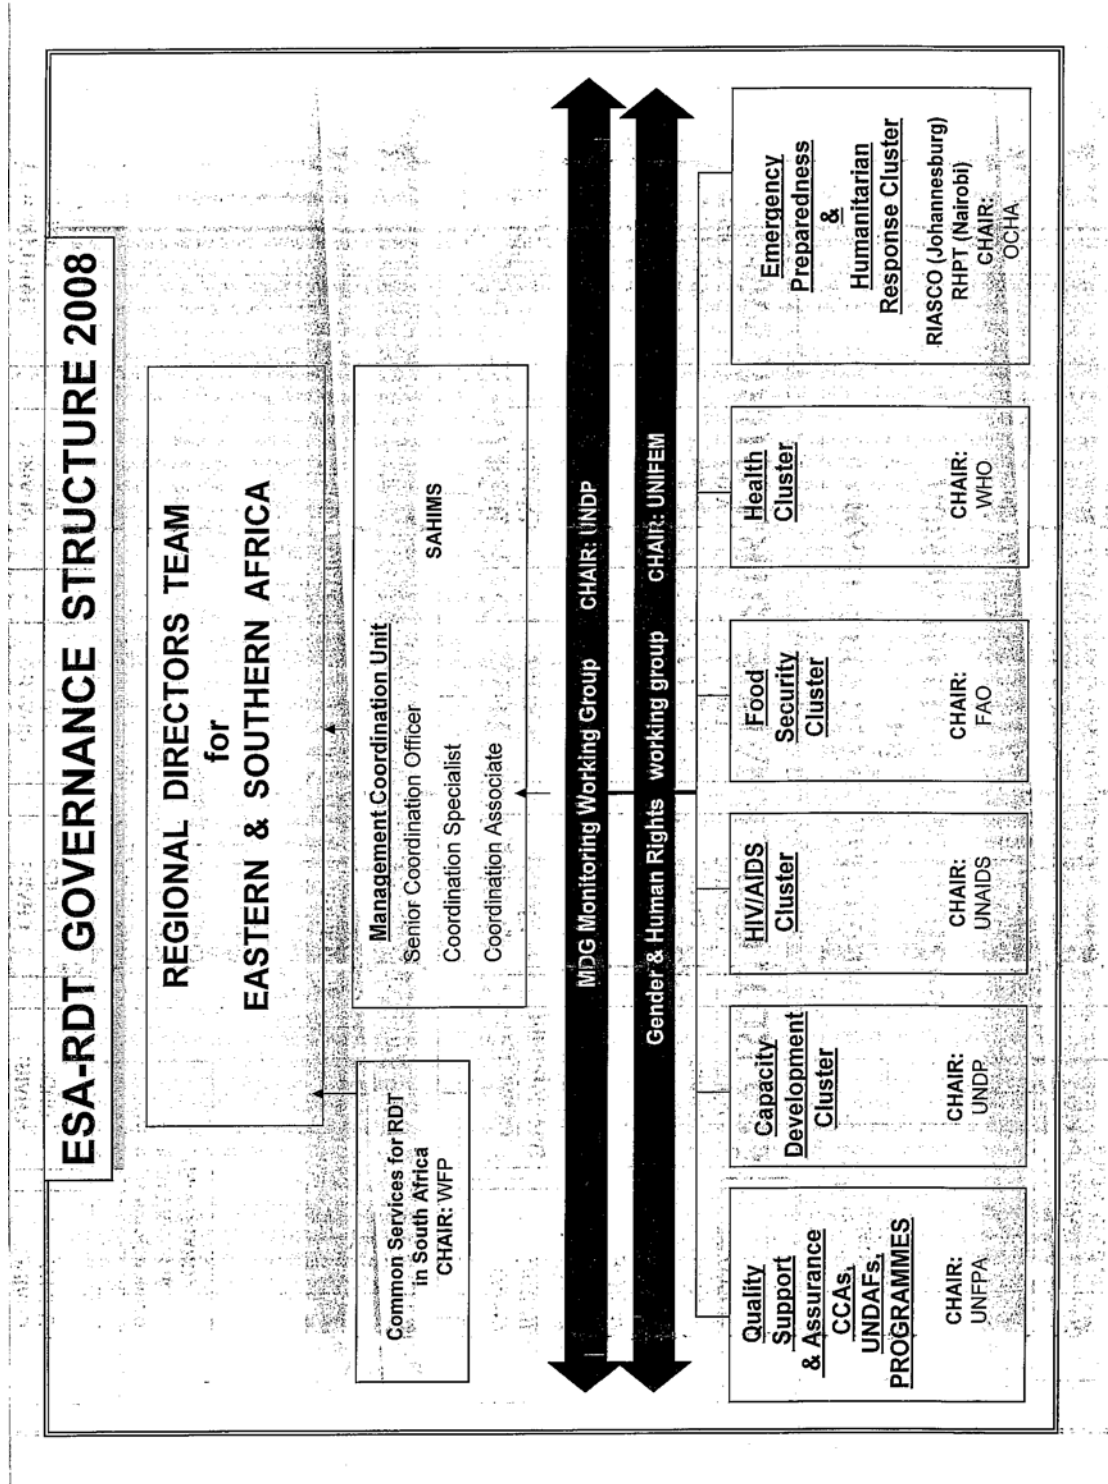 ESA-RDT GOVERNANCE STRUCTURE 2008
REGIONAL DIRECTORS TEAM
for
EASTERN & SOUTHERN AFRICA
Common Services for RDT
in South Africa
CHAIR: WFP
Management Coordination Unit
Senior Coordination Officer
SAHIMS
Coordination Specialist
Coordination Associate
MDG Monitoring Working Group CHAIR: UNDP
Gender & Human Rights working group CHAIR: UNIFEM
Quality
Support
& Assurance
CCAs,
UNDAFs,
PROGRAMMES
CHAIR:
UNFPA
Capacity
Development
Cluster
CHAIR:
UNDP
HIV/AIDS
Cluster
CHAIR:
UNAIDS
Food
Security
Cluster
CHAIR:
FAO
Health
Cluster
CHAIR:
WHO
Emergency
Preparedness
&
Humanitarian
Response Cluster
RIASCO (Johannesburg)
RHPT (Nairobi)
CHAIR:
OCHA